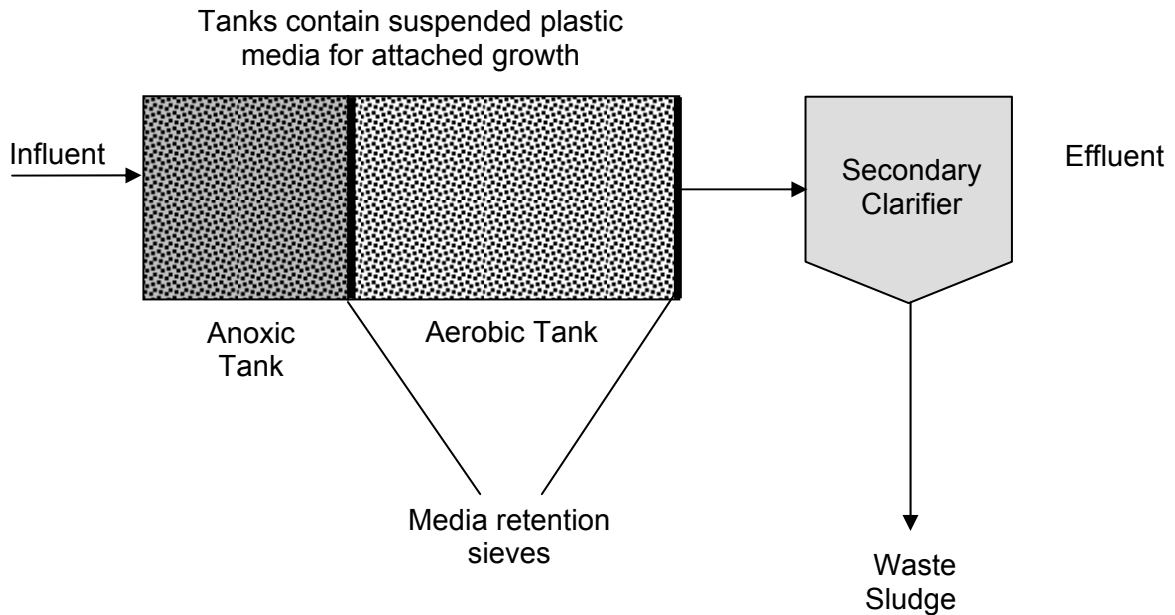 Tanks contain suspended plastic
media for attached growth
Influent
Secondary
Clarifier
Effluent
Anoxic
Tank
Aerobic Tank
Media retention
sieves
Waste
Sludge